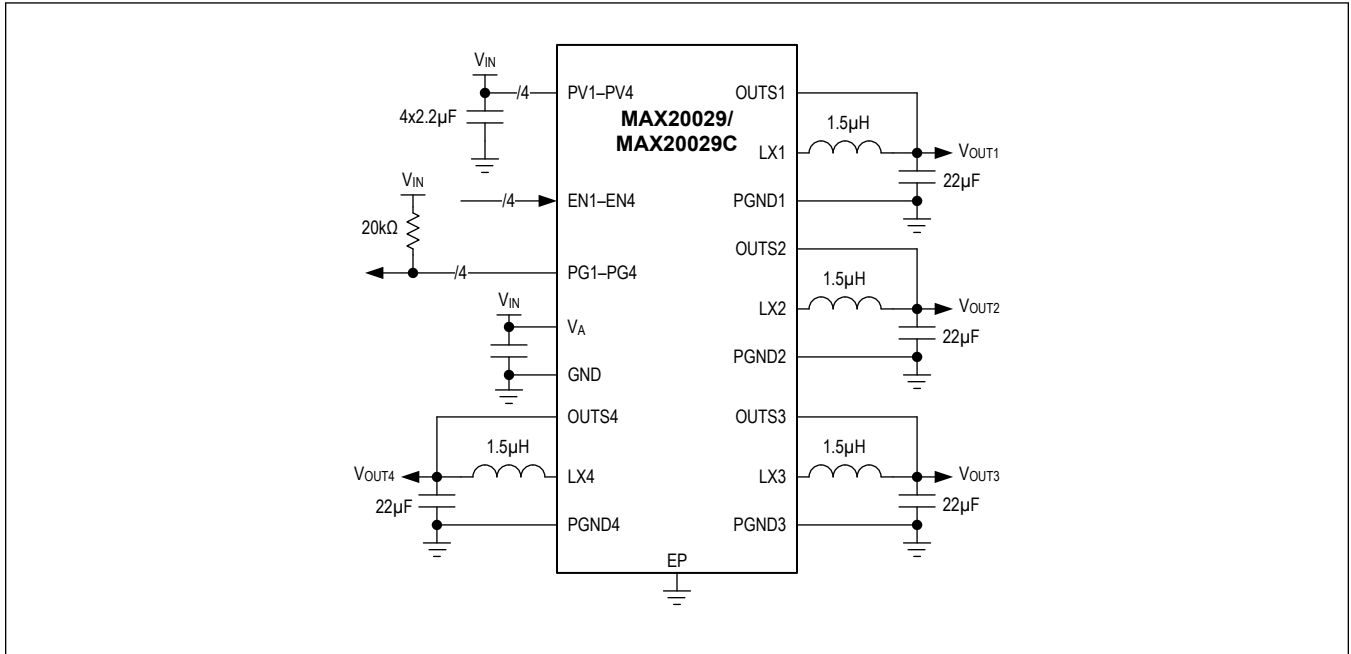 VIN
/4
PV1–PV4
4x2.2µF
VIN
/4
EN1–EN4
20kΩ
/4
PG1–PG4
VIN
VA
GND
OUTS4
1.5µH
VOUT4
LX4
22µF
PGND4
MAX20029/
MAX20029C
EP
OUTS1
1.5µH
LX1
VOUT1
22µF
PGND1
OUTS2
1.5µH
LX2
VOUT2
22µF
PGND2
OUTS3
1.5µH
LX3
VOUT3
22µF
PGND3